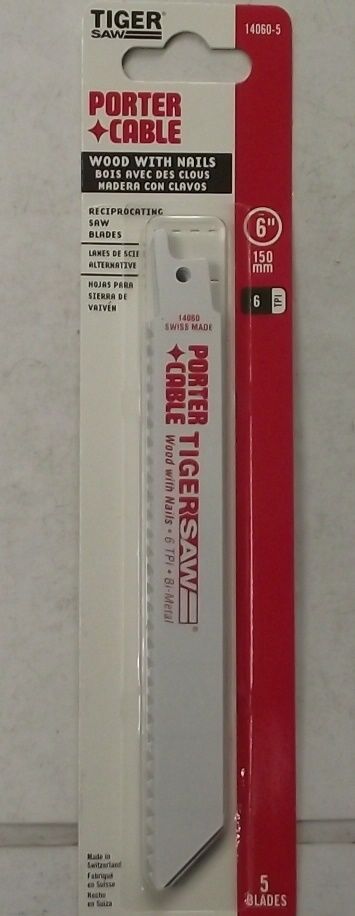 TIGER
SAW
14060-5
PORTER
CABLE
WOOD WITH NAILS
BOIS AVEC DES CLOUS
MADERA CON CLAVOS
RECIPROCATING
SAW
BLADES
LAMES DE SCIE
ALTERNATIVE
HOJAS PARA
SIERRA DE
VAIVÉN
6"
150
mm
6 TPI
14060
SWISS MADE
PORTER
CABLE
TIGERSAW®
Wood with Nails • 6 TPI • Bi-Metal
Made in
Switzerland
Fabriqué
en Suisse
Hecho
en Suiza
5
BLADES